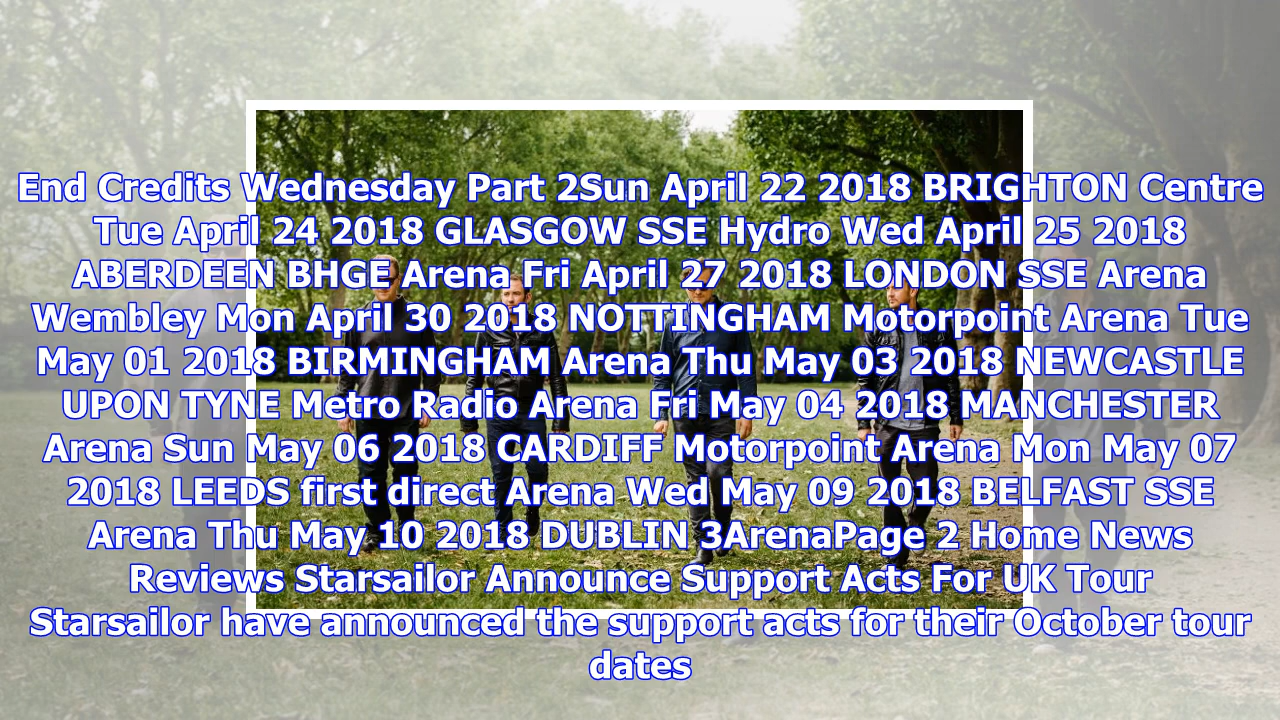 End Credits Wednesday Part 2Sun April 22 2018 BRIGHTON Centre
Tue April 24 2018 GLASGOW SSE Hydro Wed April 25 2018
ABERDEEN BHGE Arena Fri April 27 2018 LONDON SSE Arena
Wembley Mon April 30 2018 NOTTINGHAM Motorpoint Arena Tue
May 01 2018 BIRMINGHAM Arena Thu May 03 2018 NEWCASTLE
UPON TYNE Metro Radio Arena Fri May 04 2018 MANCHESTER
Arena Sun May 06 2018 CARDIFF Motorpoint Arena Mon May 07
2018 LEEDS first direct Arena Wed May 09 2018 BELFAST SSE
Arena Thu May 10 2018 DUBLIN 3ArenaPage 2 Home News
Reviews Starsailor Announce Support Acts For UK Tour
Starsailor have announced the support acts for their October tour
dates